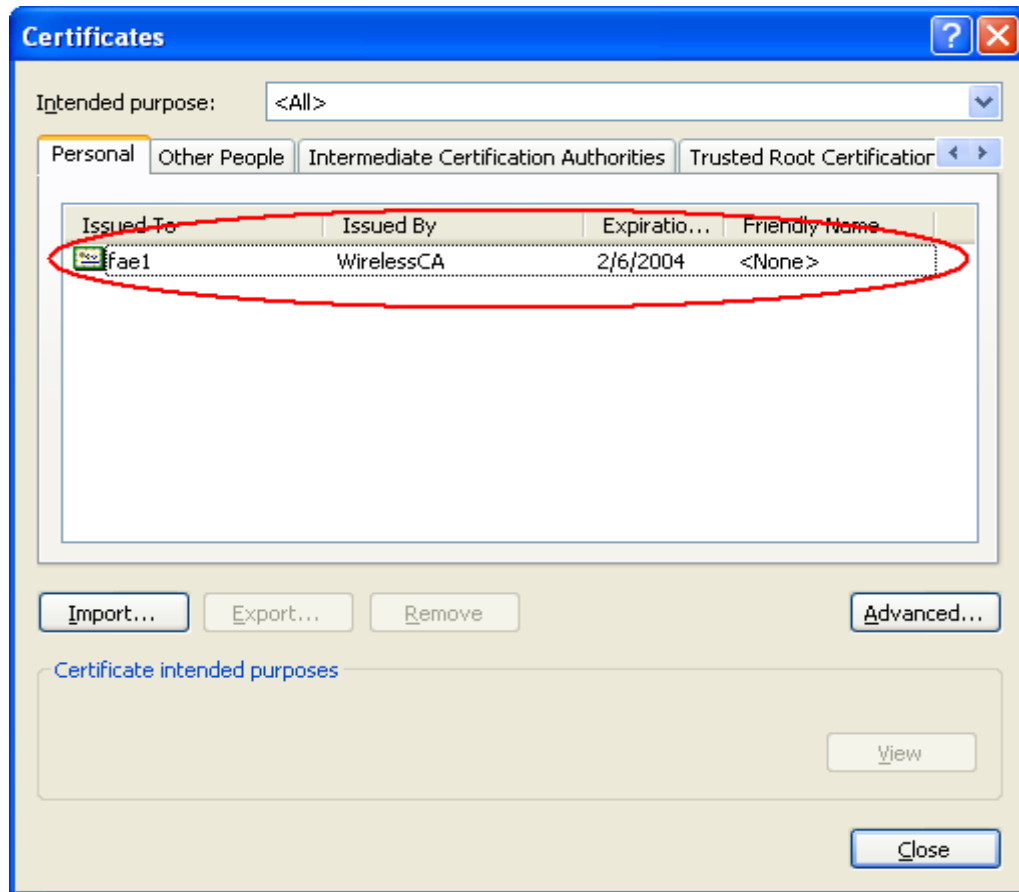 Certificates
Intended purpose: <All>
Personal Other People Intermediate Certification Authorities Trusted Root Certification
Issued To Issued By Expiratio... Friendly Name
fae1 WirelessCA 2/6/2004 <None>
Import... Export... Remove Advanced...
Certificate intended purposes
View
Close